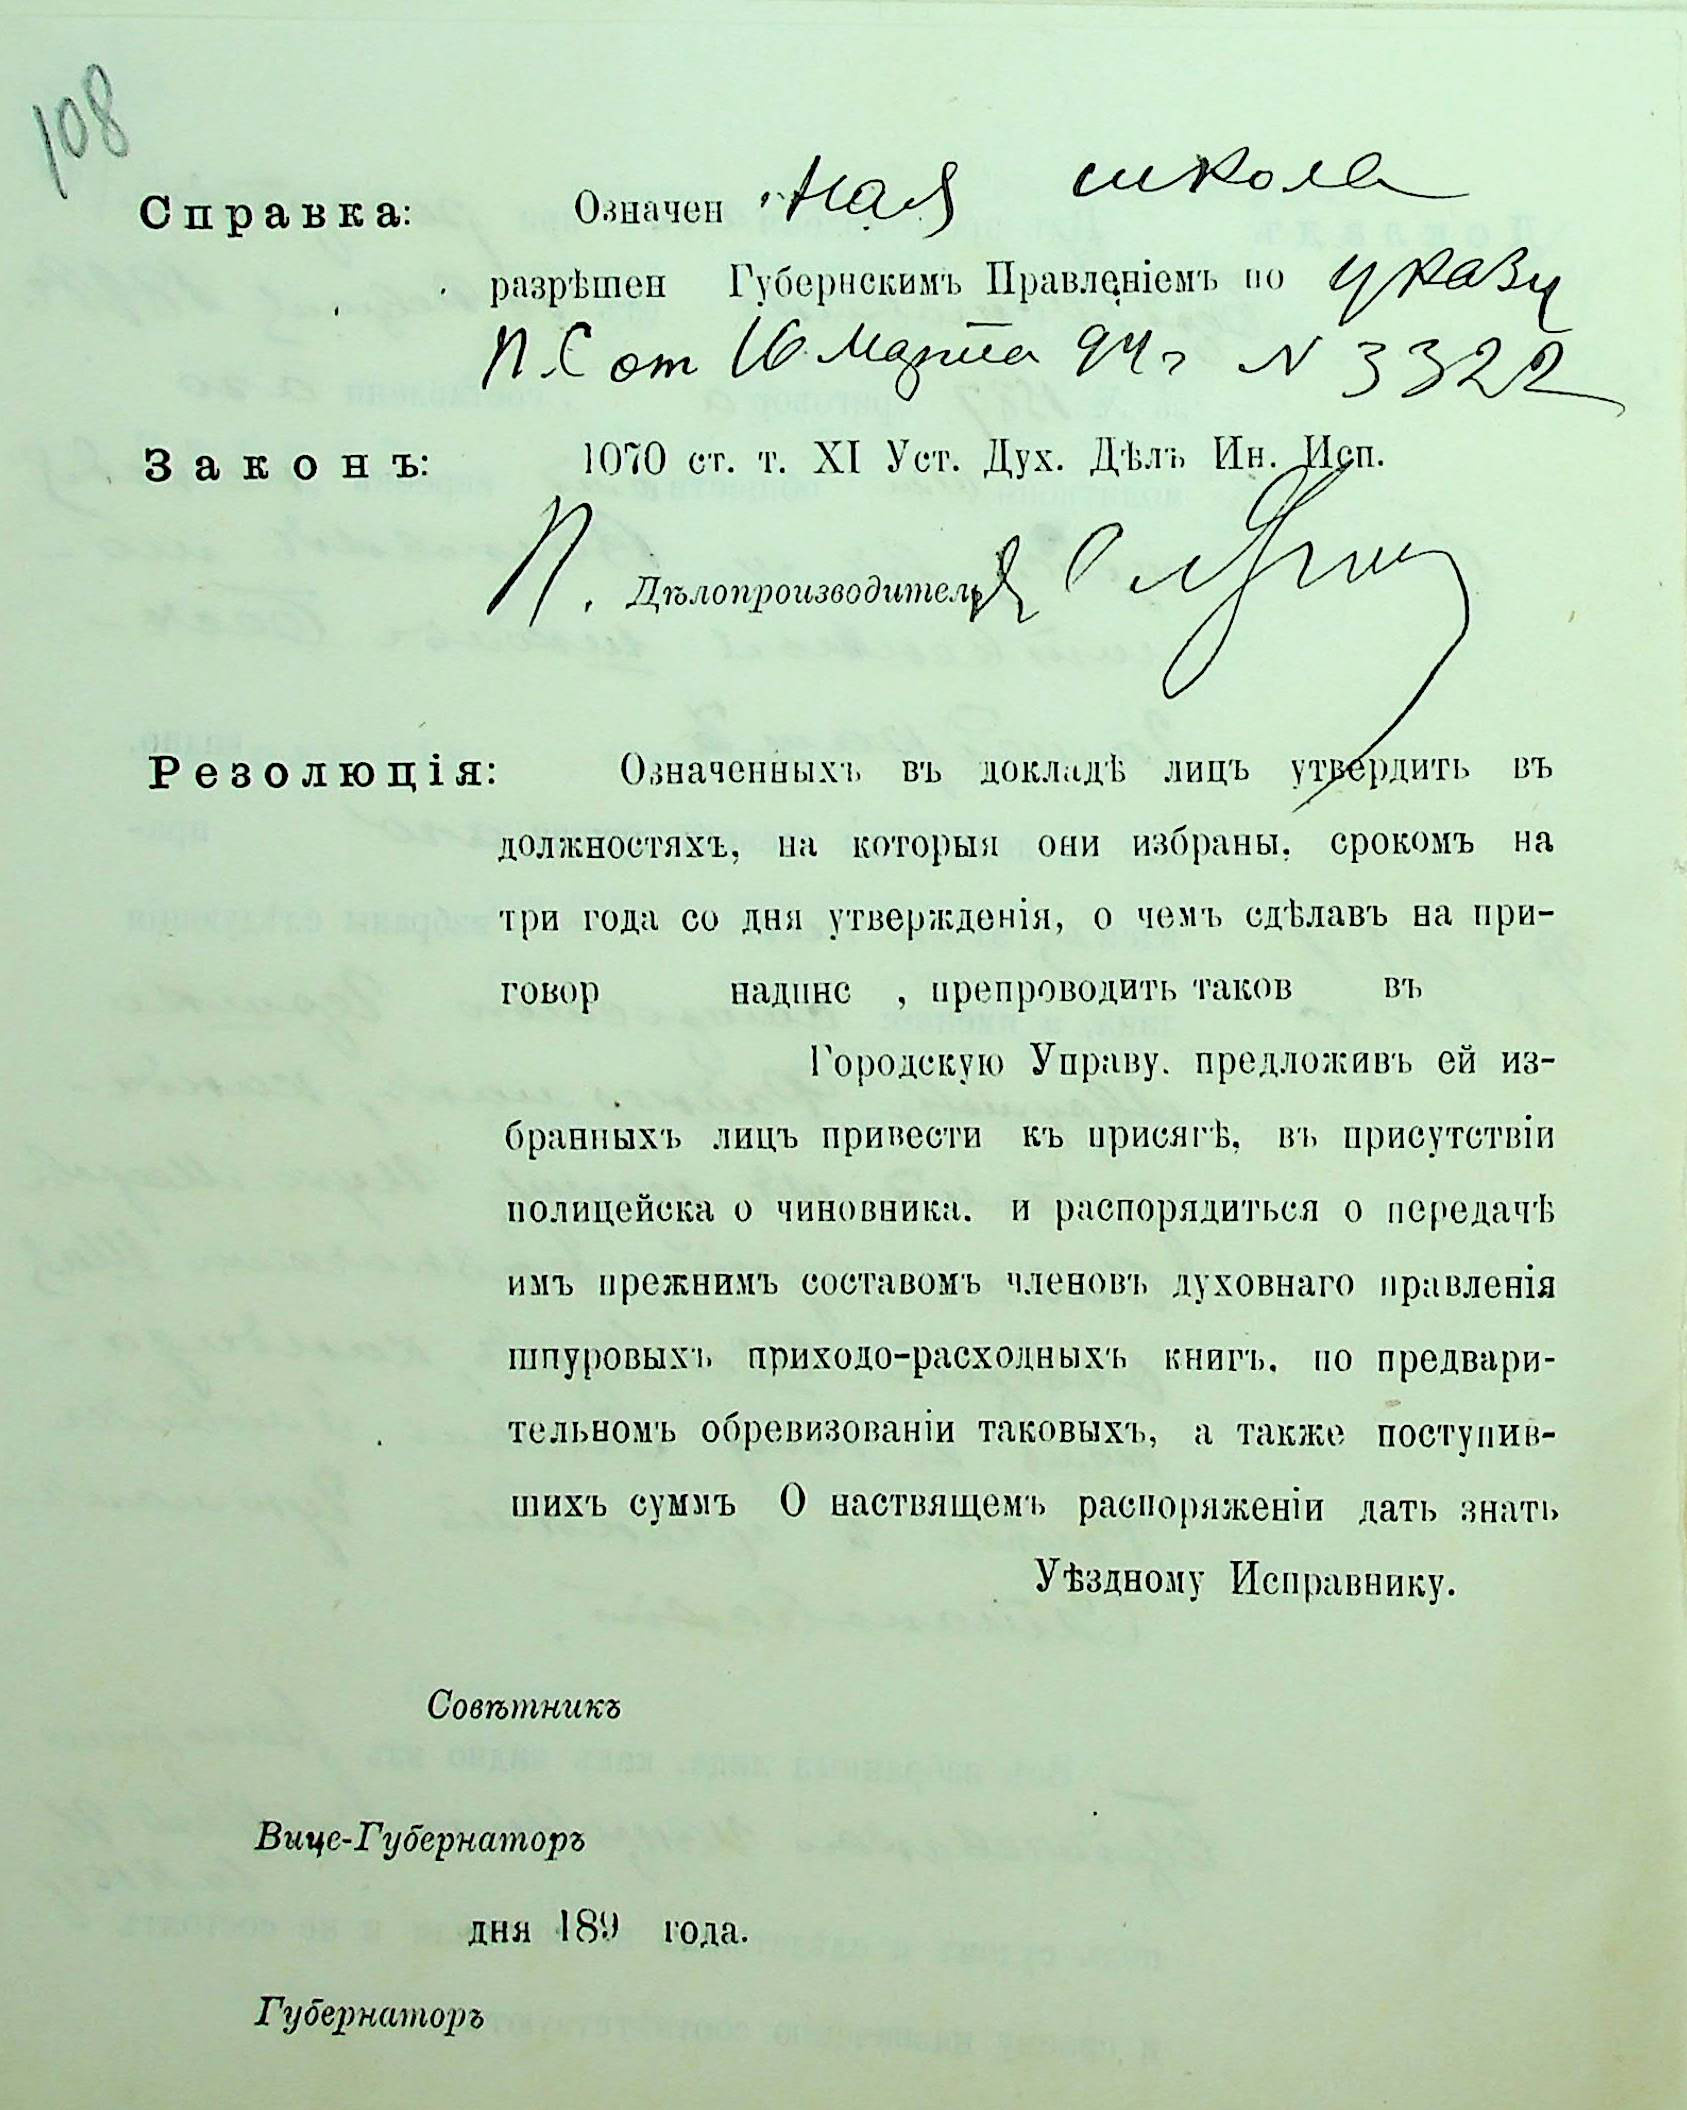 108
Справка: Означенная школа
разрѣшен Губернскимъ Правленіемъ по указу
П.С от 16 Марта 94 г N 3322
Законъ: 1070 ст. т. XI Уст. Дух. Дѣлъ Ин. Исп.
П. Дѣлопроизводитель
Резолюція: Означенныхъ въ докладѣ лицъ утвердить въ
должностяхъ, на которыя они избраны, срокомъ на
три года со дня утвержденія, о чемъ сдѣлавъ на при-
говор надпис , препроводить таков въ
Городскую Управу. предложивъ ей из-
бранныхъ лицъ привести къ присягѣ, въ присутствіи
полицейска о чиновника. и распорядиться о передачѣ
имъ прежнимъ составомъ членовъ духовнаго правленія
шнуровыхъ приходо-расходныхъ книгъ, по предвари-
тельномъ обревизованіи таковыхъ, а также поступив-
шихъ суммъ О наствящемъ распоряженіи дать знать
Уѣздному Исправнику.
Совѣтникъ
Вице-Губернаторъ
дня 189 года.
Губернаторъ